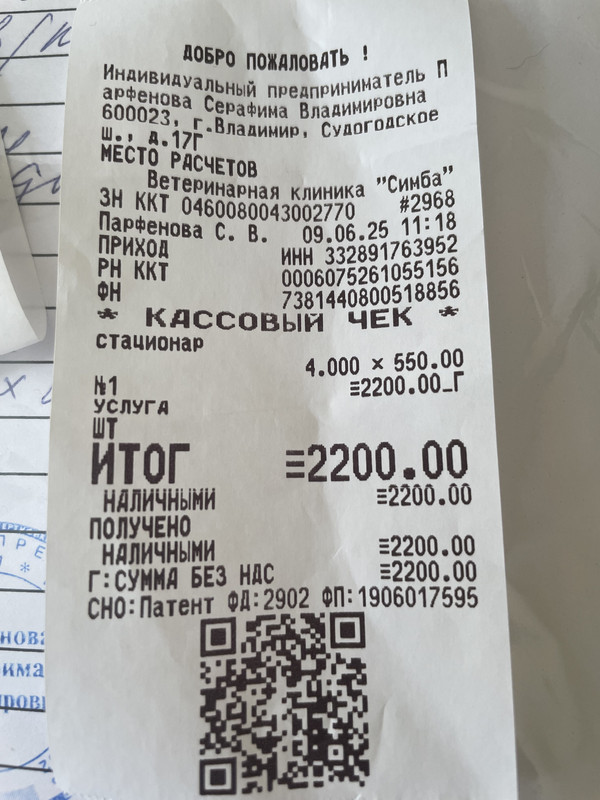 ДОБРО ПОЖАЛОВАТЬ !
Индивидуальный предприниматель П
арфенова Серафима Владимировна
600023, г.Владимир, Судогодское
ш., д.17Г
МЕСТО РАСЧЕТОВ
Ветеринарная клиника "Симба"
ЗН ККТ 0460080043002770 #2968
Парфенова С. В. 09.06.25 11:18
ПРИХОД ИНН 332891763952
РН ККТ 0006075261055156
ФН 7381440800518856
* КАССОВЫЙ ЧЕК *
стационар
4.000 × 550.00
№1 ≡2200.00_Г
УСЛУГА
ШТ
ИТОГ ≡2200.00
НАЛИЧНЫМИ ≡2200.00
ПОЛУЧЕНО
НАЛИЧНЫМИ ≡2200.00
Г:СУММА БЕЗ НДС ≡2200.00
СНО:Патент ФД:2902 ФП:1906017595